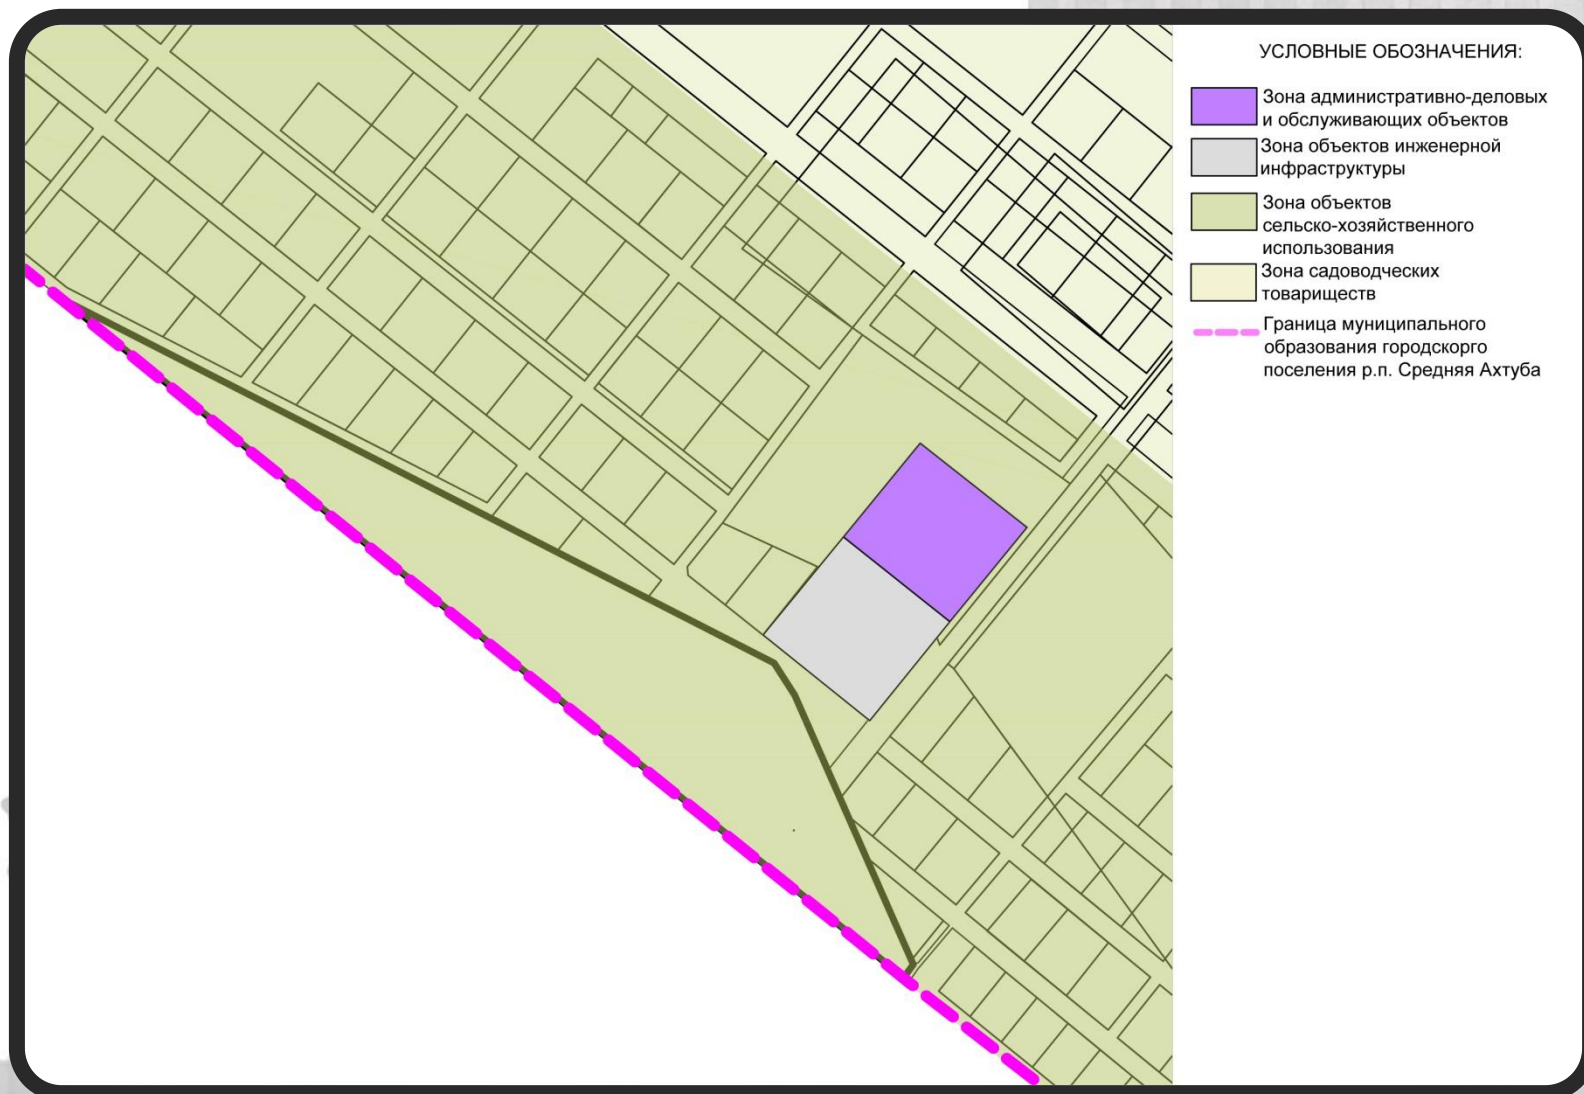 УСЛОВНЫЕ ОБОЗНАЧЕНИЯ:
Зона административно-деловых
и обслуживающих объектов
Зона объектов инженерной
инфраструктуры
Зона объектов
сельско-хозяйственного
использования
Зона садоводческих
товариществ
Граница муниципального
образования городскорго
поселения р.п. Средняя Ахтуба